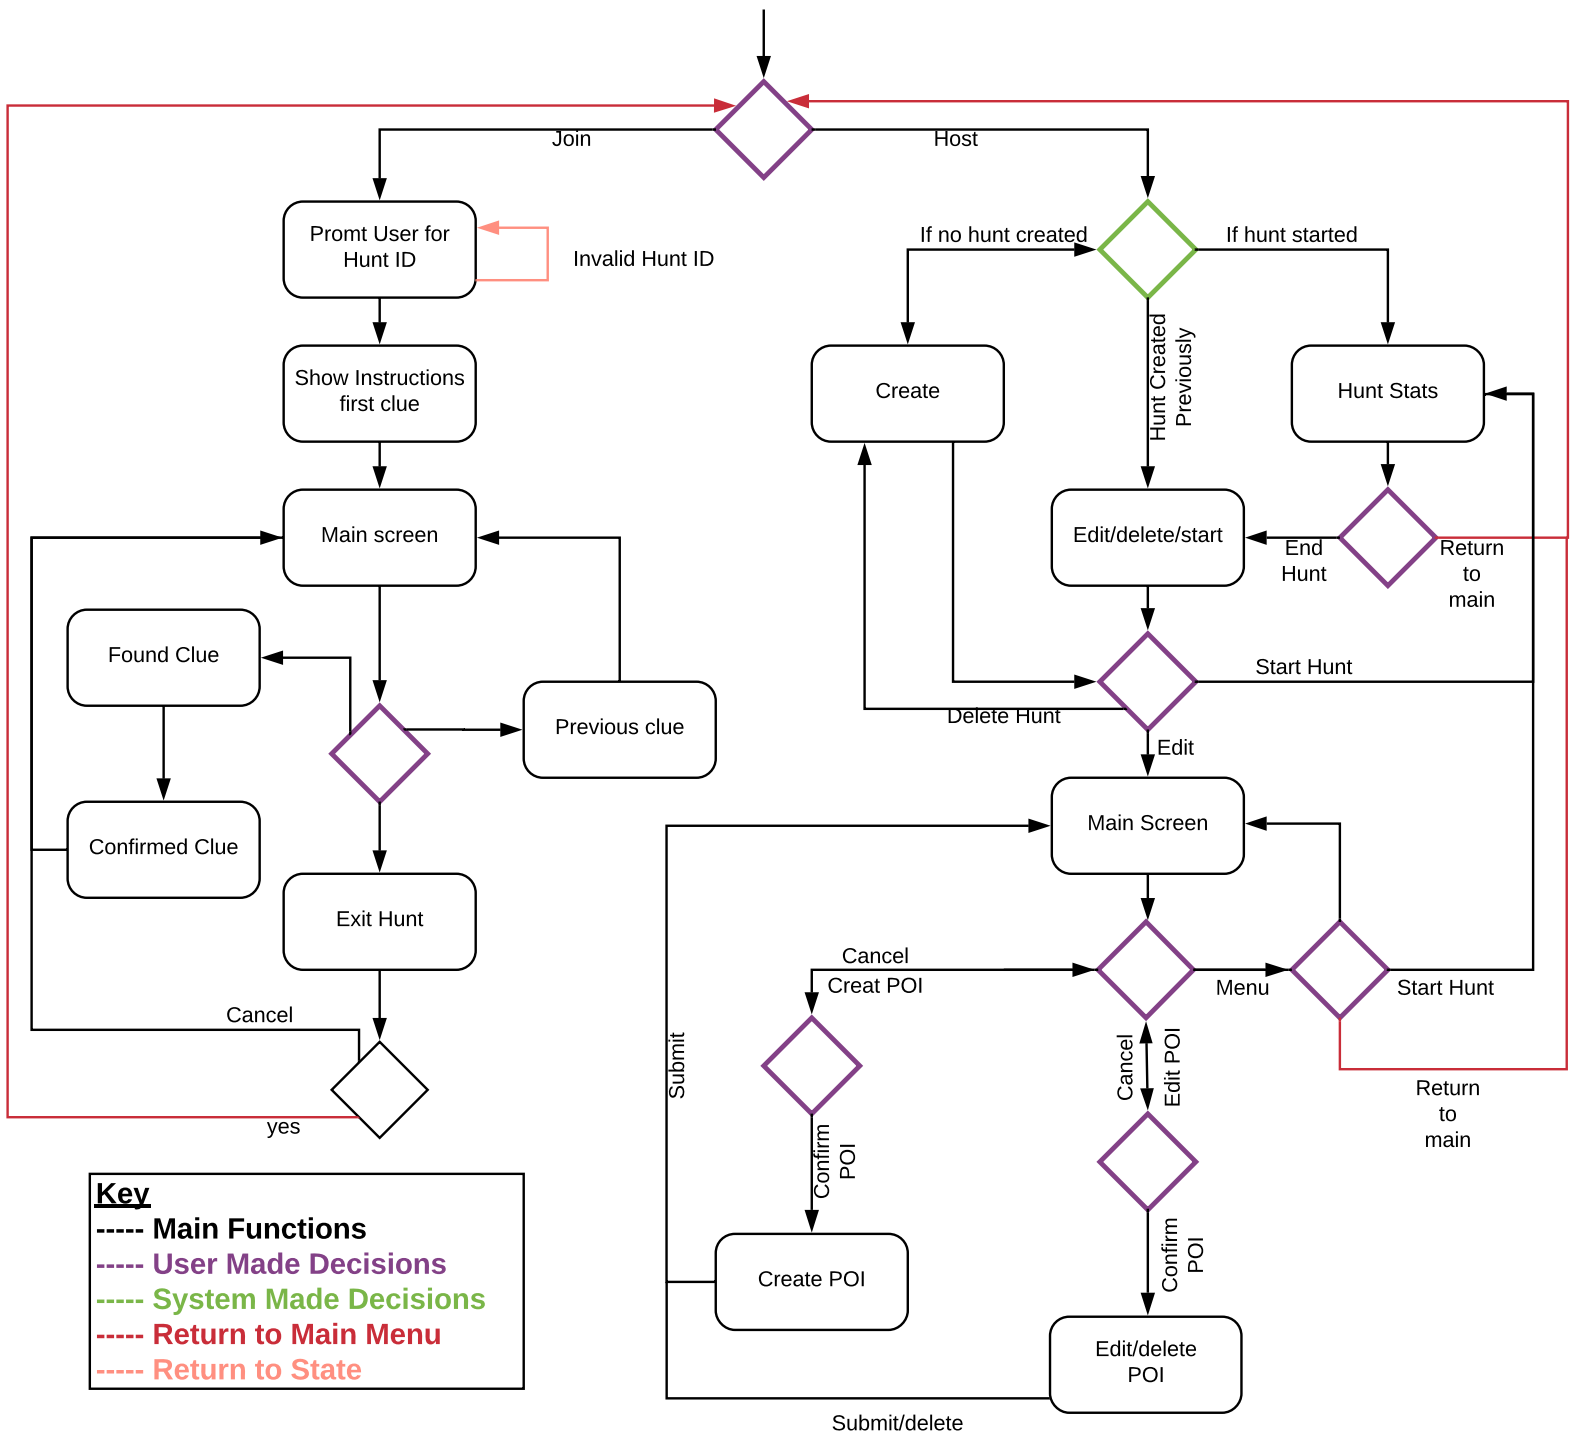 Join
Host
Promt User for
Hunt ID
Invalid Hunt ID
If no hunt created
If hunt started
Show Instructions
first clue
Create
Hunt Created
Previously
Hunt Stats
Main screen
Edit/delete/start
End
Hunt
Return
to
main
Found Clue
Previous clue
Start Hunt
Delete Hunt
Edit
Confirmed Clue
Main Screen
Exit Hunt
Cancel
Creat POI
Menu
Start Hunt
Cancel
Submit
Cancel
Edit POI
Return
to
main
yes
Confirm
POI
Confirm
POI
Create POI
Edit/delete
POI
Submit/delete
Key
----- Main Functions
----- User Made Decisions
----- System Made Decisions
----- Return to Main Menu
----- Return to State